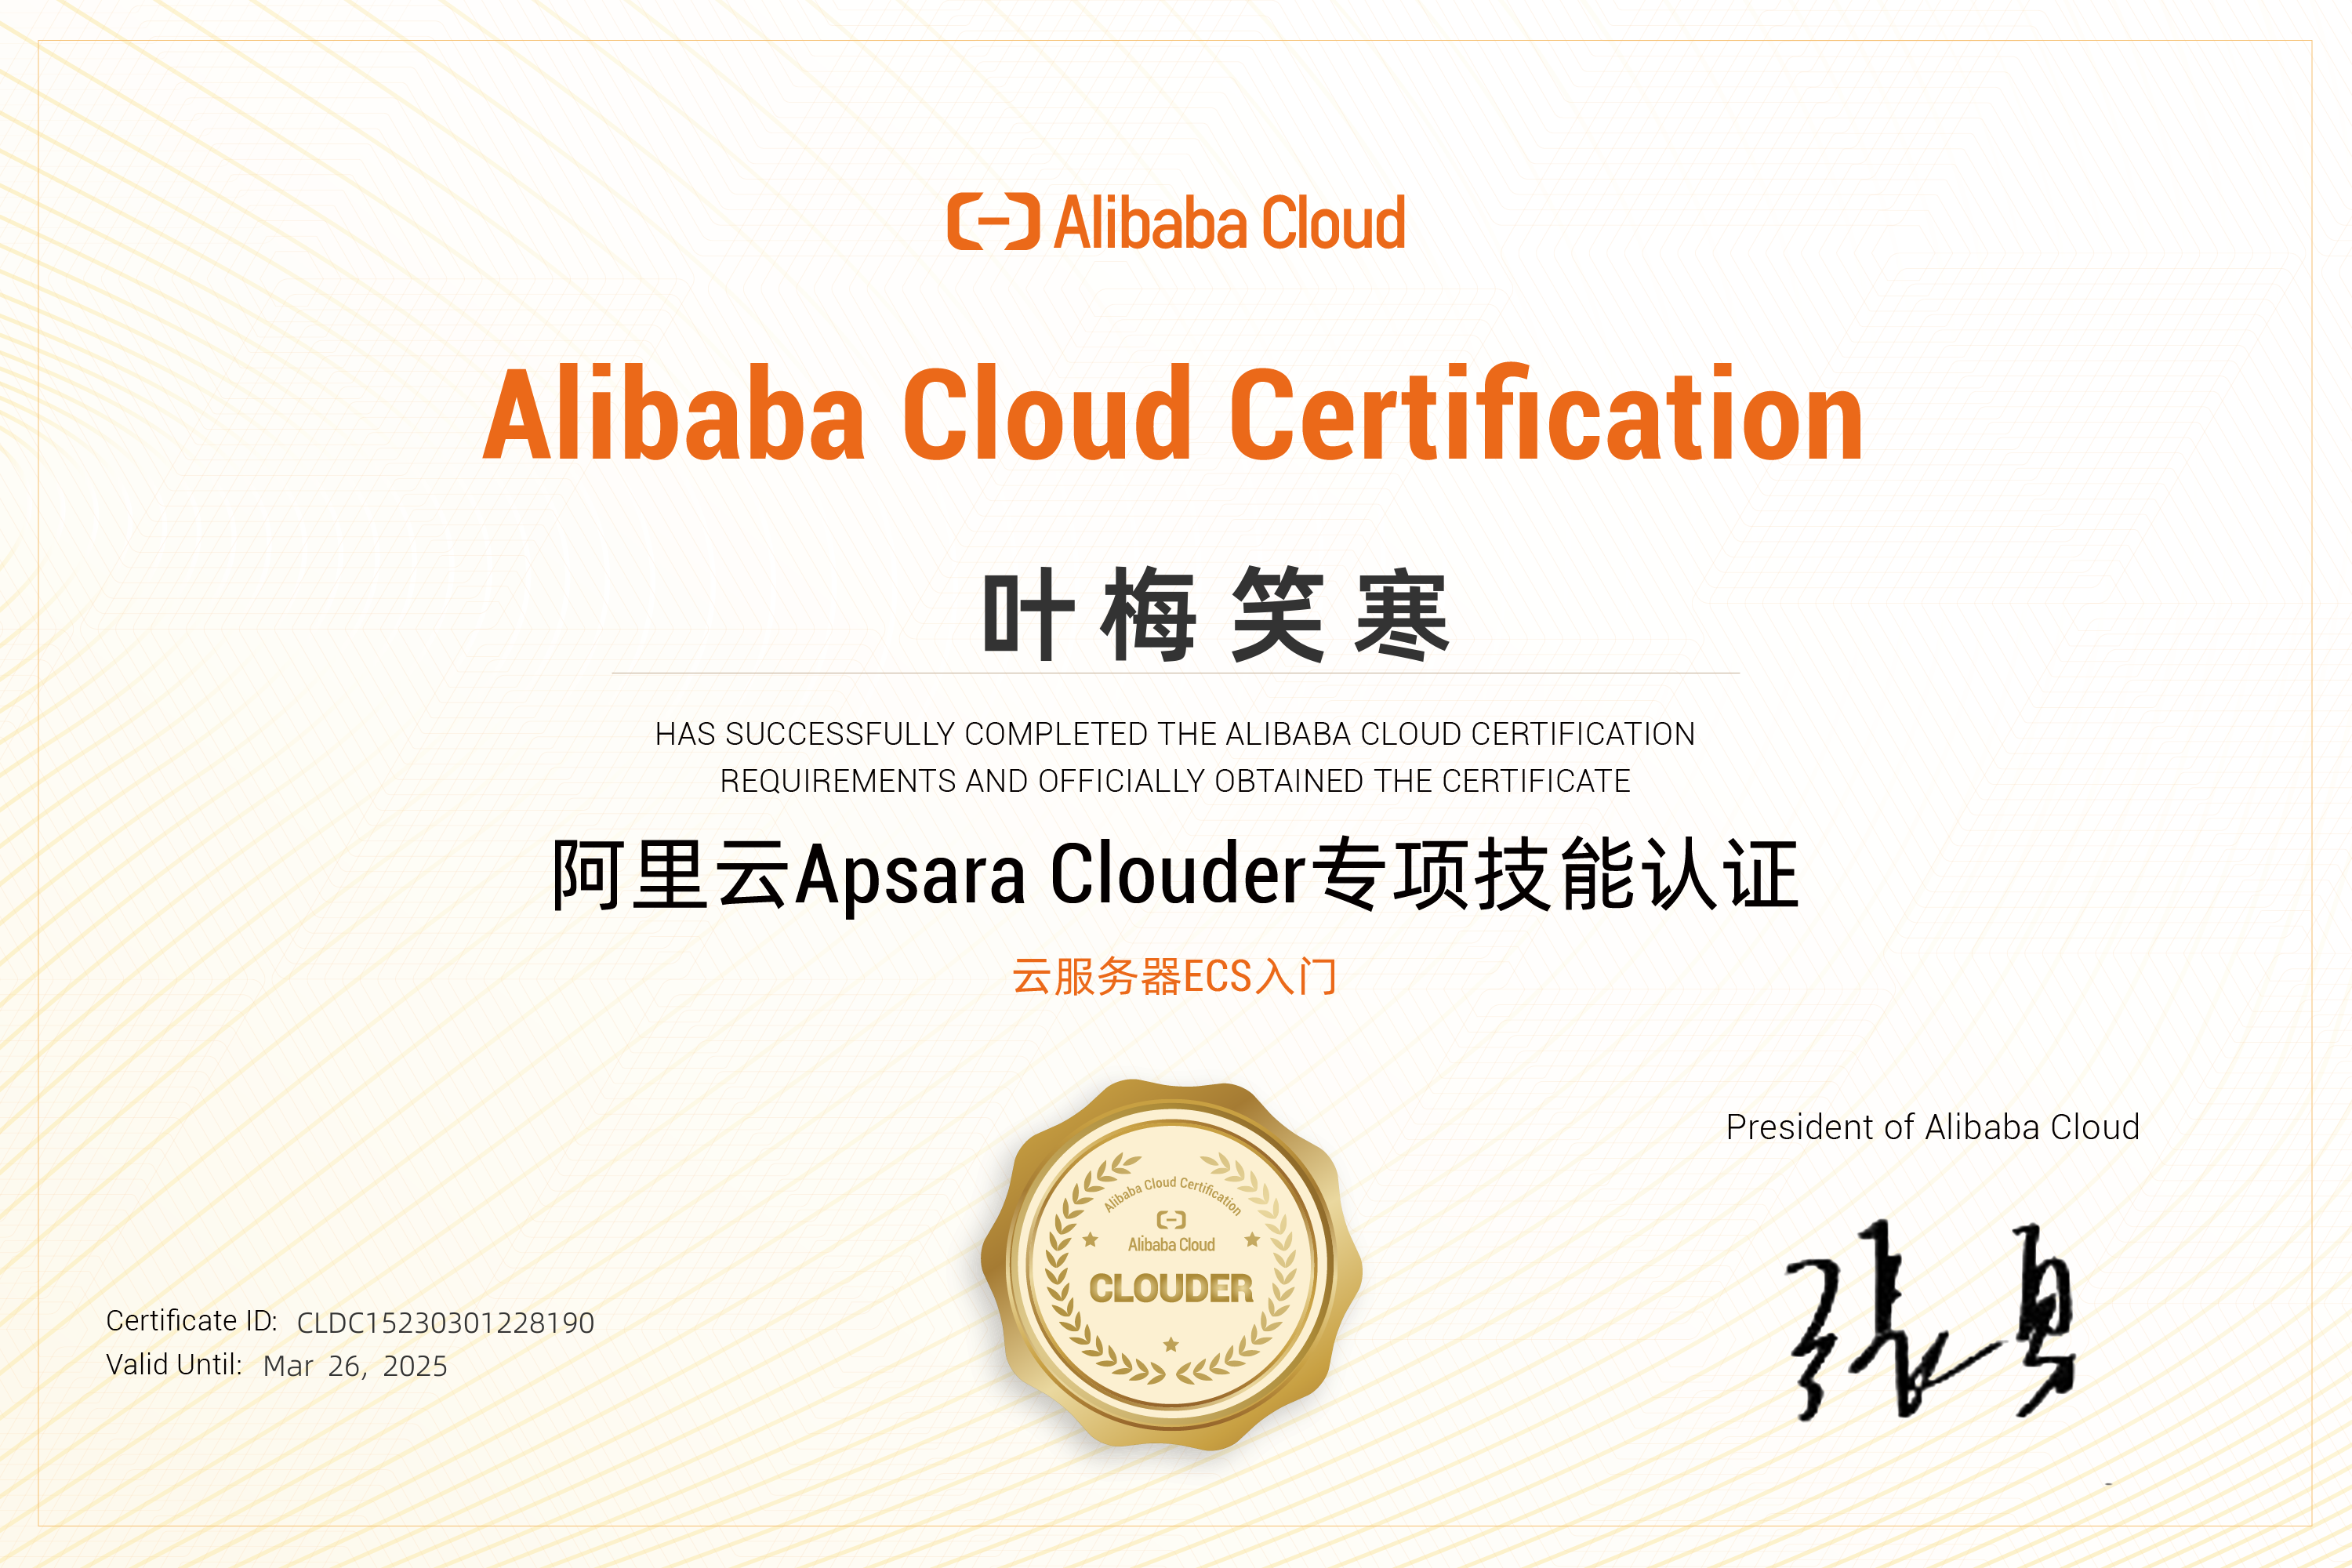 Alibaba Cloud
Alibaba Cloud Certification
叶梅笑寒
HAS SUCCESSFULLY COMPLETED THE ALIBABA CLOUD CERTIFICATION
REQUIREMENTS AND OFFICIALLY OBTAINED THE CERTIFICATE
阿里云Apsara Clouder专项技能认证
云服务器ECS入门
Alibaba Cloud Certification
Alibaba Cloud
CLOUDER
President of Alibaba Cloud
Certificate ID: CLDC15230301228190
Valid Until: Mar 26, 2025